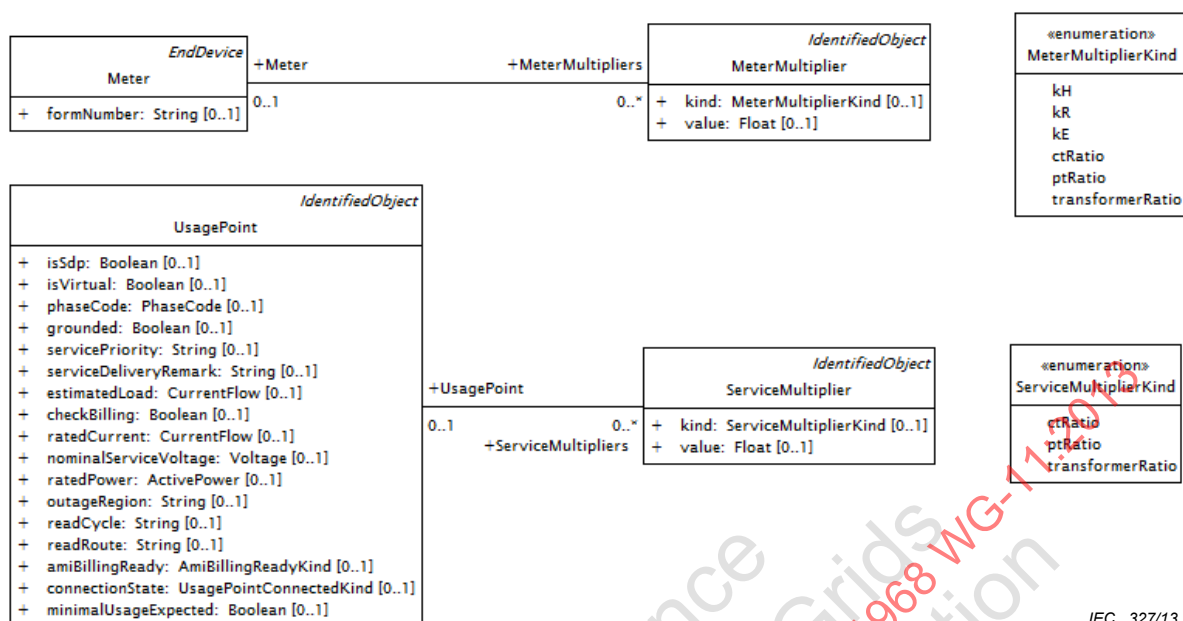 EndDevice
Meter
+ formNumber: String [0..1]
+Meter
0..1
+MeterMultipliers
0..*
IdentifiedObject
MeterMultiplier
+ kind: MeterMultiplierKind [0..1]
+ value: Float [0..1]
«enumeration»
MeterMultiplierKind
kH
kR
kE
ctRatio
ptRatio
transformerRatio
IdentifiedObject
UsagePoint
+ isSdp: Boolean [0..1]
+ isVirtual: Boolean [0..1]
+ phaseCode: PhaseCode [0..1]
+ grounded: Boolean [0..1]
+ servicePriority: String [0..1]
+ serviceDeliveryRemark: String [0..1]
+ estimatedLoad: CurrentFlow [0..1]
+ checkBilling: Boolean [0..1]
+ ratedCurrent: CurrentFlow [0..1]
+ nominalServiceVoltage: Voltage [0..1]
+ ratedPower: ActivePower [0..1]
+ outageRegion: String [0..1]
+ readCycle: String [0..1]
+ readRoute: String [0..1]
+ amiBillingReady: AmiBillingReadyKind [0..1]
+ connectionState: UsagePointConnectedKind [0..1]
+ minimalUsageExpected: Boolean [0..1]
+UsagePoint
0..1
0..*
+ServiceMultipliers
IdentifiedObject
ServiceMultiplier
+ kind: ServiceMultiplierKind [0..1]
+ value: Float [0..1]
«enumeration»
ServiceMultiplierKind
ctRatio
ptRatio
transformerRatio
968 WG-11:2013
Grids
IEC 327/13